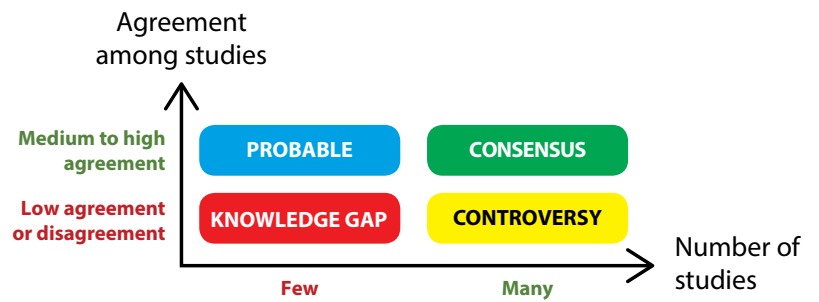 Agreement
among studies
Medium to high
agreement
PROBABLE
CONSENSUS
Low agreement
or disagreement
KNOWLEDGE GAP
CONTROVERSY
Number of
studies
Few
Many